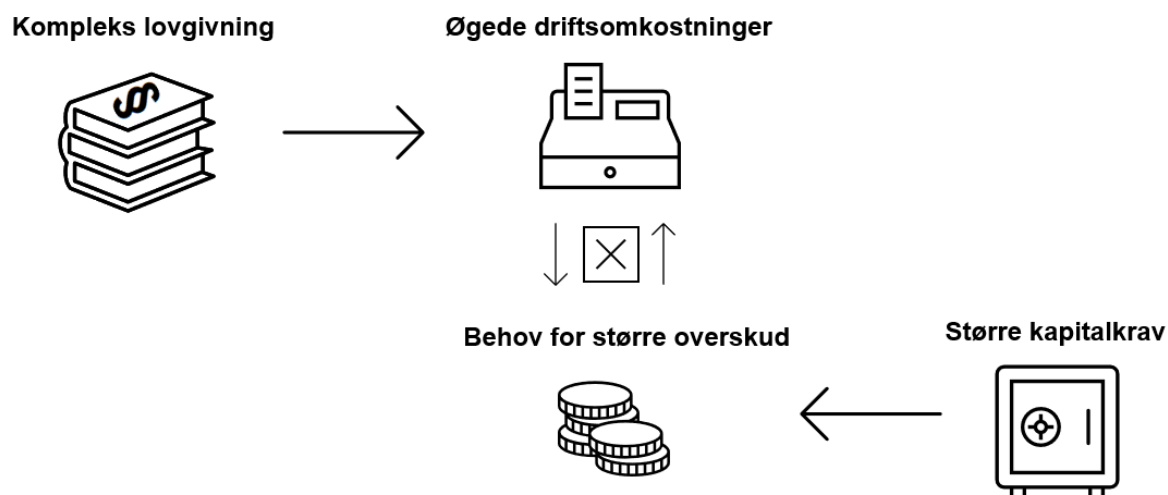 Kompleks lovgivning
Øgede driftsomkostninger
§
Behov for større overskud
Større kapitalkrav